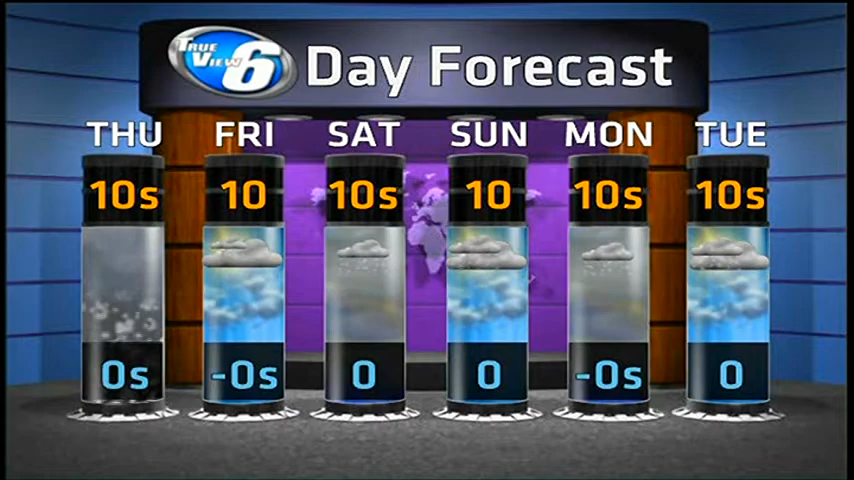 TRUE VIEW 6 Day Forecast
THU FRI SAT SUN MON TUE
10s 10 10s 10 10s 10s
0s -0s 0 0 -0s 0